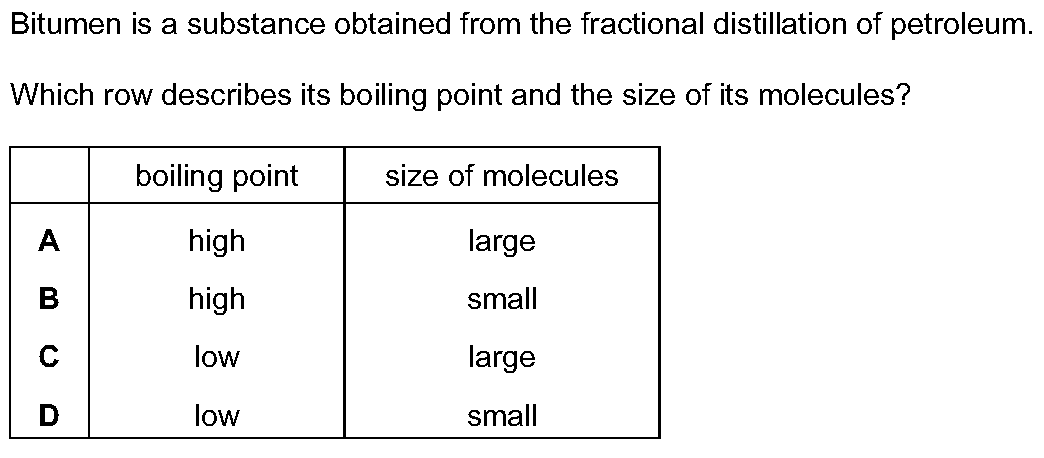 Bitumen is a substance obtained from the fractional distillation of petroleum.
Which row describes its boiling point and the size of its molecules?
boiling point size of molecules
A high large
B high small
C low large
D low small